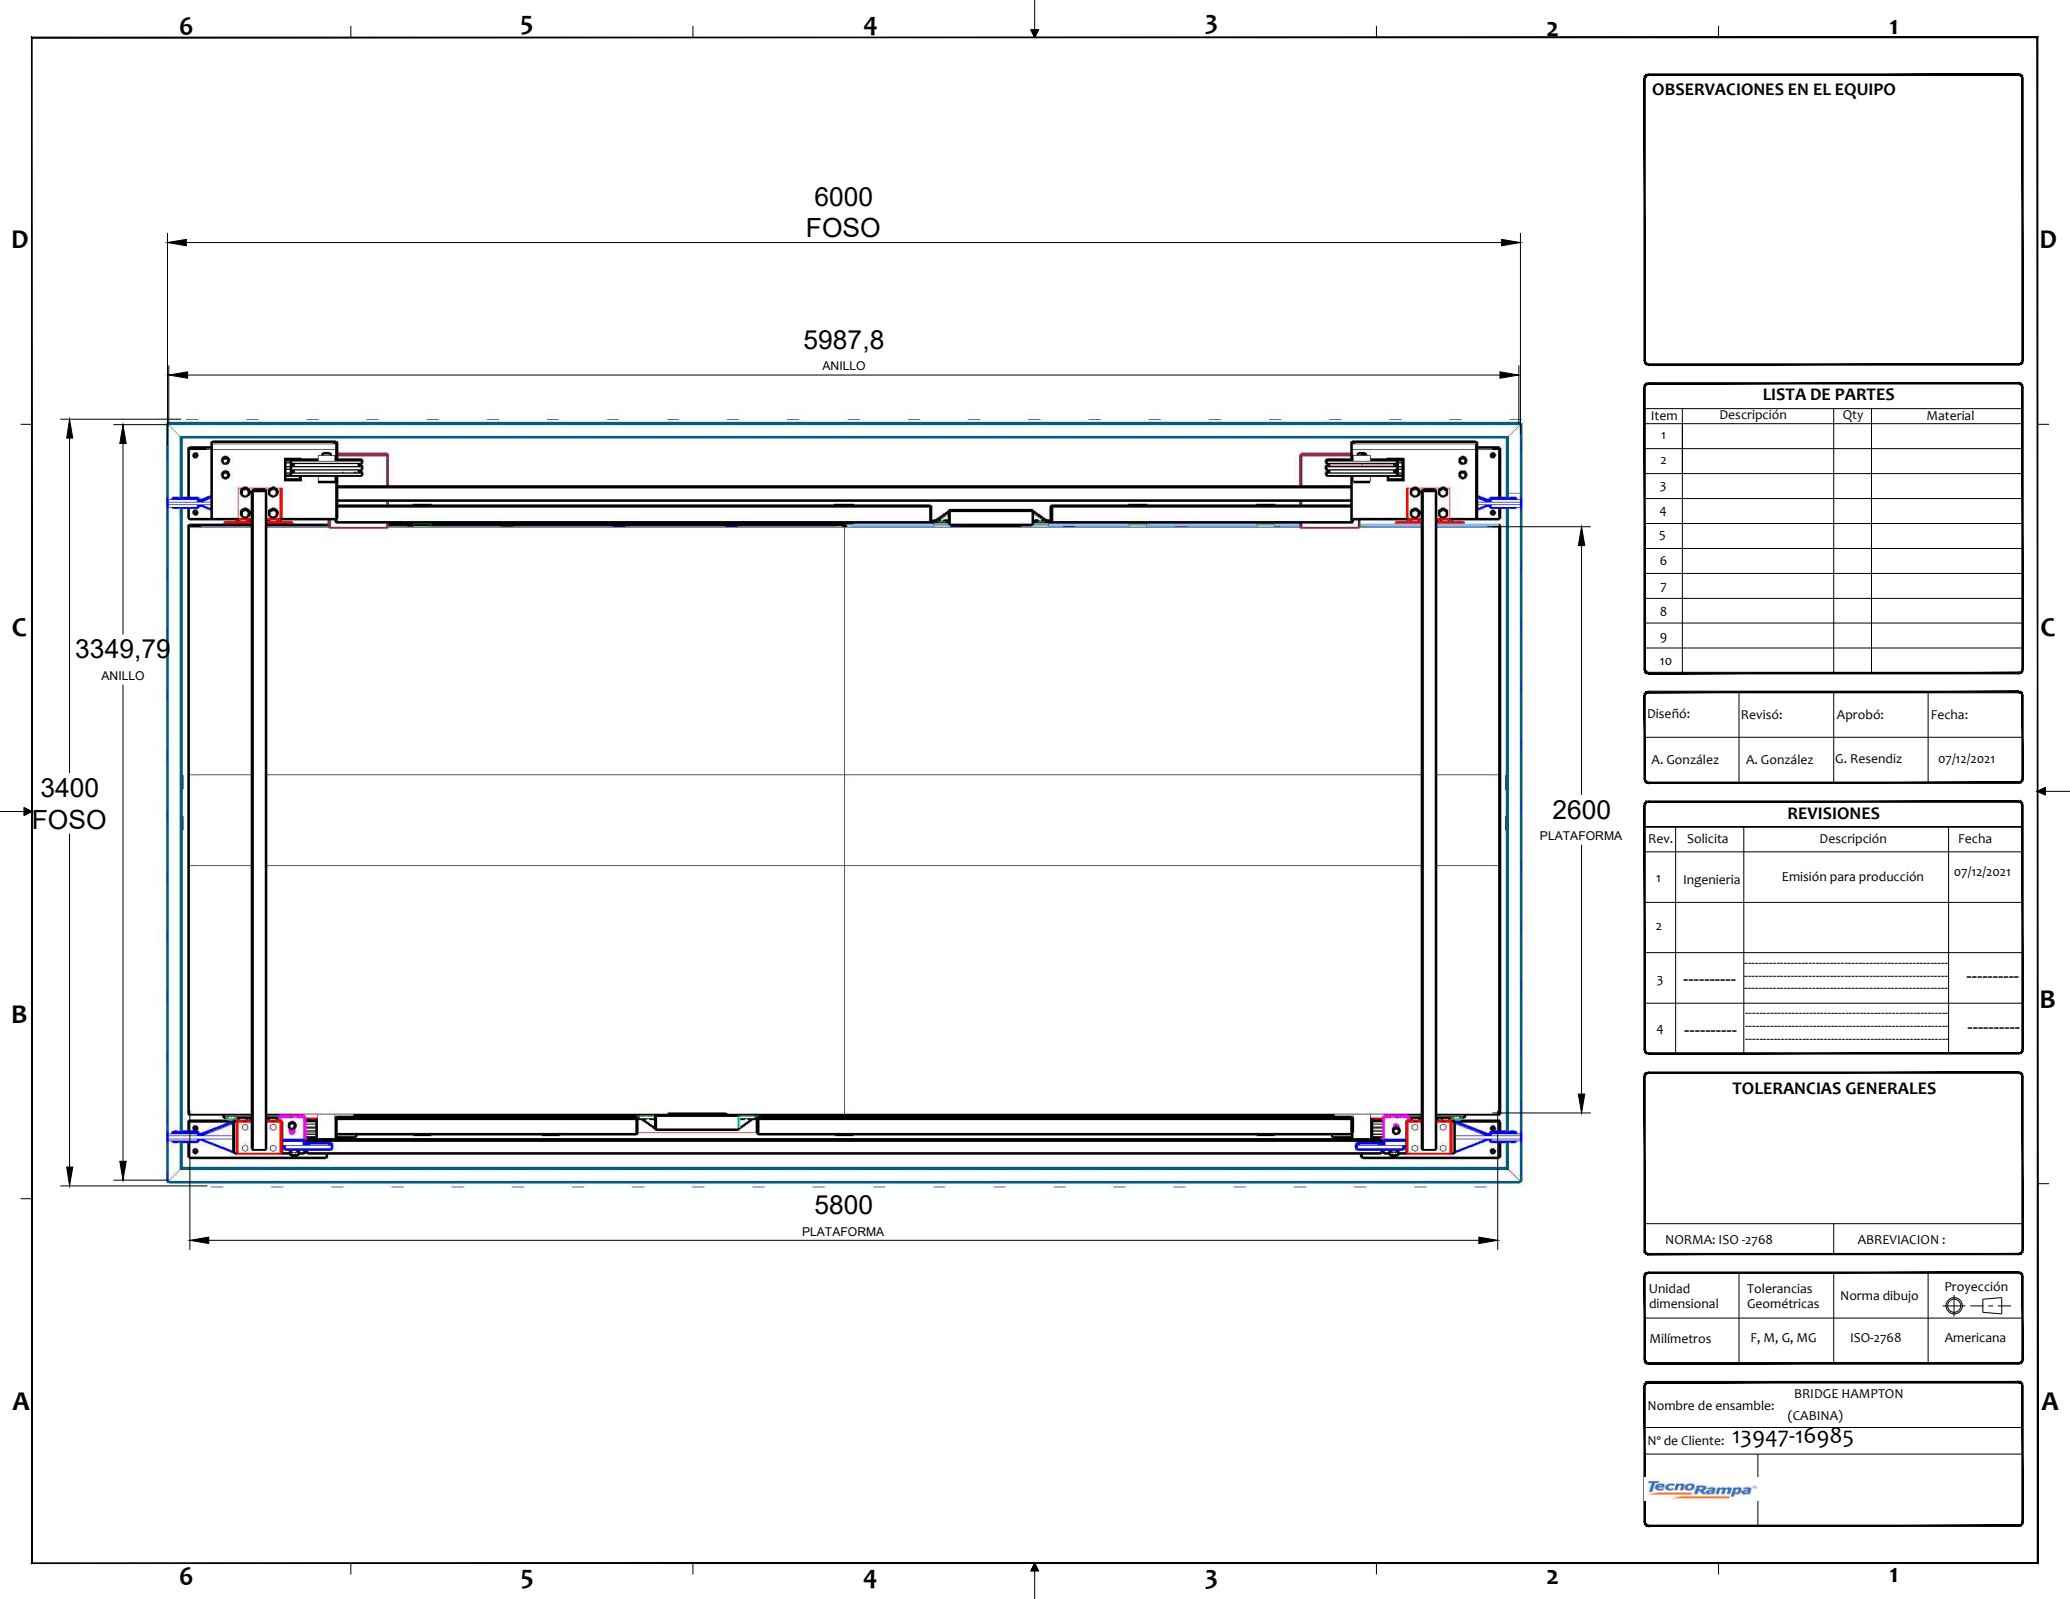 6 5 4 3 2 1
D D
C C
B B
A A
6000
FOSO
5987,8
ANILLO
3349,79
ANILLO
3400
FOSO
2600
PLATAFORMA
5800
PLATAFORMA
OBSERVACIONES EN EL EQUIPO
LISTA DE PARTES
Item Descripción Qty Material
1
2
3
4
5
6
7
8
9
10
Diseñó: Revisó: Aprobó: Fecha:
A. González A. González G. Resendiz 07/12/2021
REVISIONES
Rev. Solicita Descripción Fecha
1 Ingenieria Emisión para producción 07/12/2021
2
3
4
TOLERANCIAS GENERALES
NORMA: ISO -2768 ABREVIACION :
Unidad dimensional Tolerancias Geométricas Norma dibujo Proyección
Milímetros F, M, G, MG ISO-2768 Americana
Nombre de ensamble: BRIDGE HAMPTON
(CABINA)
N° de Cliente: 13947-16985
TecnoRampa
6 5 4 3 2 1